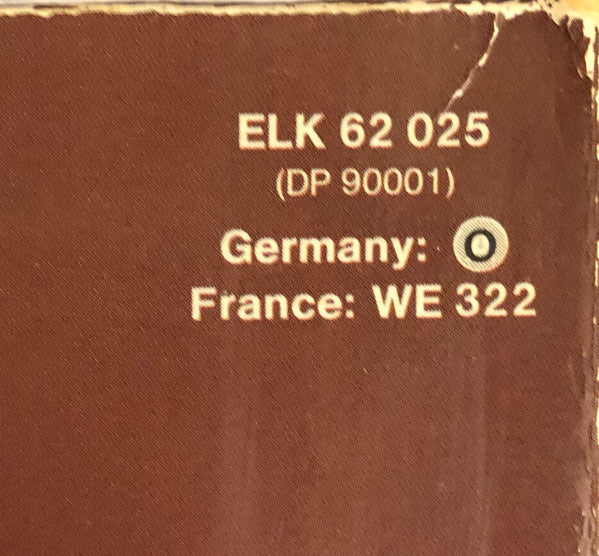 ELK 62 025
(DP 90001)
Germany: O
France: WE 322